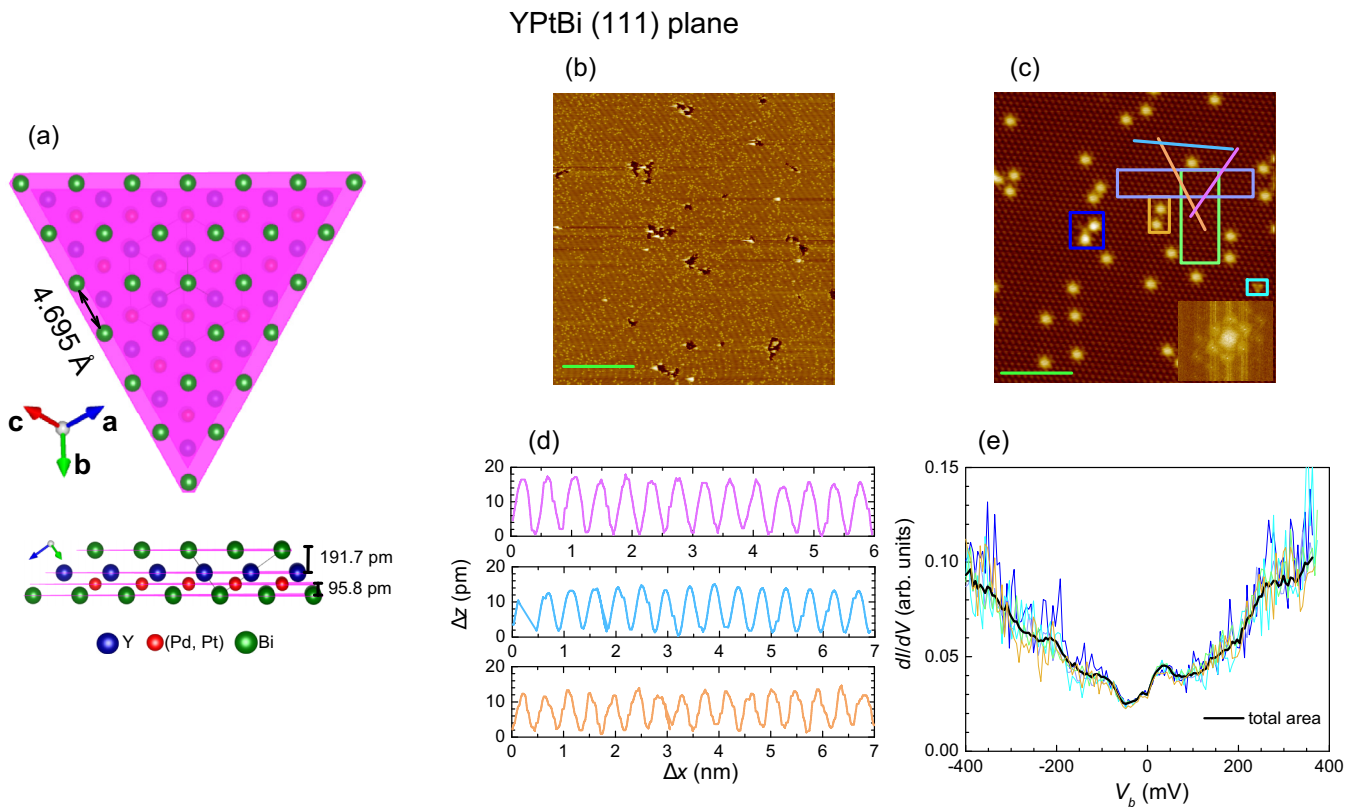 YPtBi (111) plane
(a)
4.695 Å
c
a
b
191.7 pm
95.8 pm
Y
(Pd, Pt)
Bi
(b)
(c)
(d)
20
10
0
0 1 2 3 4 5 6
20
10
0
0 1 2 3 4 5 6 7
20
10
0
0 1 2 3 4 5 6 7
Δz (pm)
Δx (nm)
(e)
0.15
0.10
0.05
0.00
-400 -200 0 200 400
dI/dV (arb. units)
total area
V_b (mV)